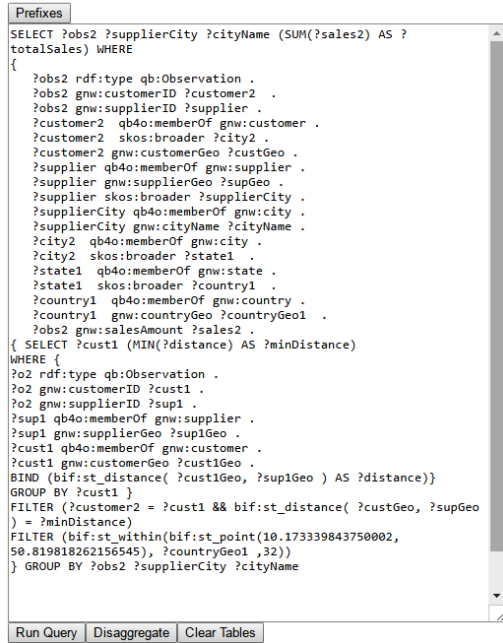 Prefixes
SELECT ?obs2 ?supplierCity ?cityName (SUM(?sales2) AS ?
totalSales) WHERE
{
?obs2 rdf:type qb:Observation .
?obs2 gnw:customerID ?customer2 .
?obs2 gnw:supplierID ?supplier .
?customer2 qb4o:memberOf gnw:customer .
?customer2 skos:broader ?city2 .
?customer2 gnw:customerGeo ?custGeo .
?supplier qb4o:memberOf gnw:supplier .
?supplier gnw:supplierGeo ?supGeo .
?supplier skos:broader ?supplierCity .
?supplierCity qb4o:memberOf gnw:city .
?supplierCity gnw:cityName ?cityName .
?city2 qb4o:memberOf gnw:city .
?city2 skos:broader ?state1 .
?state1 qb4o:memberOf gnw:state .
?state1 skos:broader ?country1 .
?country1 qb4o:memberOf gnw:country .
?country1 gnw:countryGeo ?countryGeo1 .
?obs2 gnw:salesAmount ?sales2 .
{ SELECT ?cust1 (MIN(?distance) AS ?minDistance)
WHERE {
?o2 rdf:type qb:Observation .
?o2 gnw:customerID ?cust1 .
?o2 gnw:supplierID ?sup1 .
?sup1 qb4o:memberOf gnw:supplier .
?sup1 gnw:supplierGeo ?sup1Geo .
?cust1 qb4o:memberOf gnw:customer .
?cust1 gnw:customerGeo ?cust1Geo .
BIND (bif:st_distance( ?cust1Geo, ?sup1Geo ) AS ?distance)}
GROUP BY ?cust1 }
FILTER (?customer2 = ?cust1 && bif:st_distance( ?custGeo, ?supGeo
) = ?minDistance)
FILTER (bif:st_within(bif:st_point(10.173339843750002,
50.819818262156545), ?countryGeo1 ,32))
} GROUP BY ?obs2 ?supplierCity ?cityName
Run Query Disaggregate Clear Tables